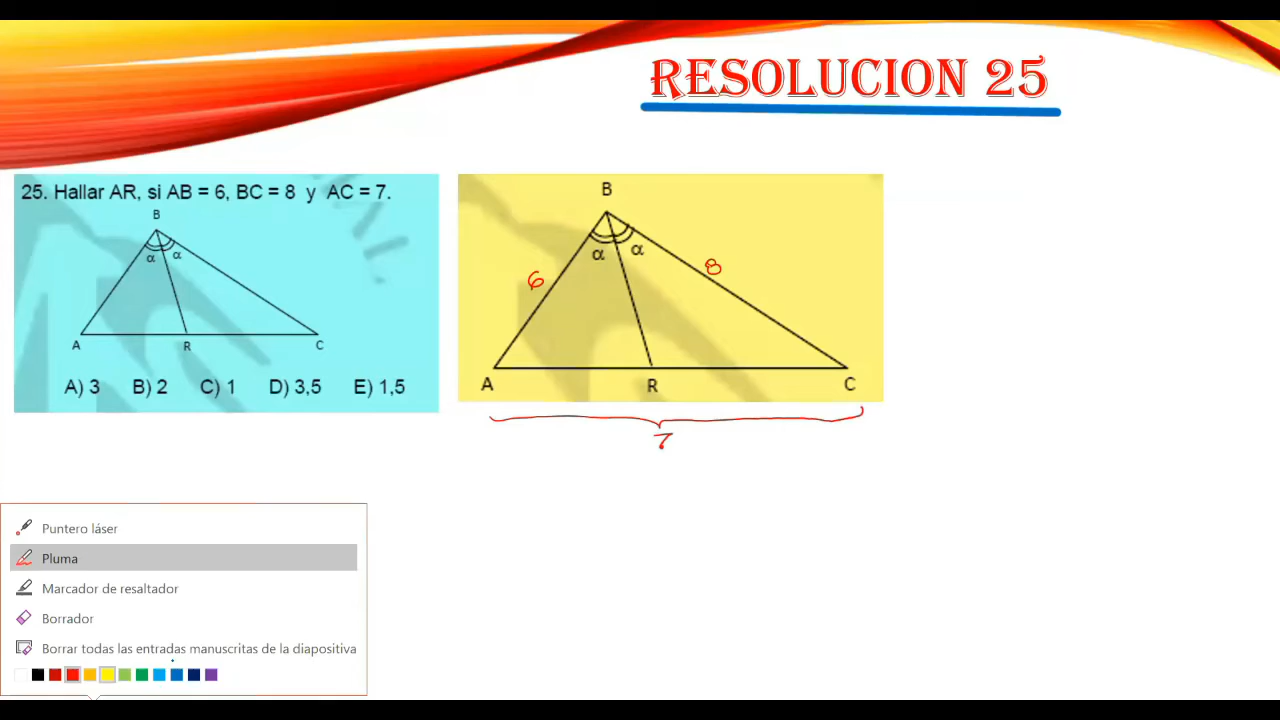 RESOLUCION 25
25. Hallar AR, si AB = 6, BC = 8 y AC = 7.
B
α α
A R C
A) 3 B) 2 C) 1 D) 3,5 E) 1,5
B
α α
6 8
A R C
7
Puntero láser
Pluma
Marcador de resaltador
Borrador
Borrar todas las entradas manuscritas de la diapositiva